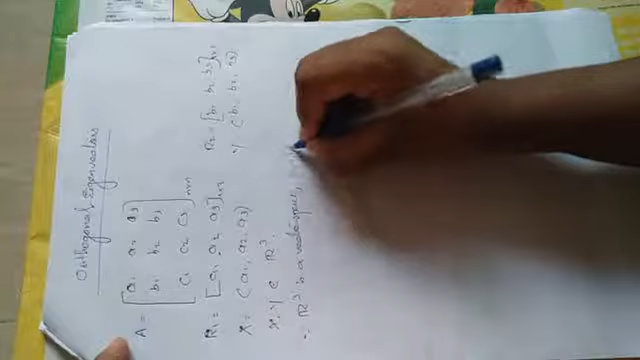 Orthogonal Eigenvectors
A = [a₁ a₂ a₃
b₁ b₂ b₃
c₁ c₂ c₃]
R₁ = [a₁ a₂ a₃] R₂ = [b₁ b₂ b₃]
X = (a₁, a₂, a₃) Y (b₁, b₂, b₃)
X, Y ∈ ℝ³.
∵ ℝ³ is a vector space,